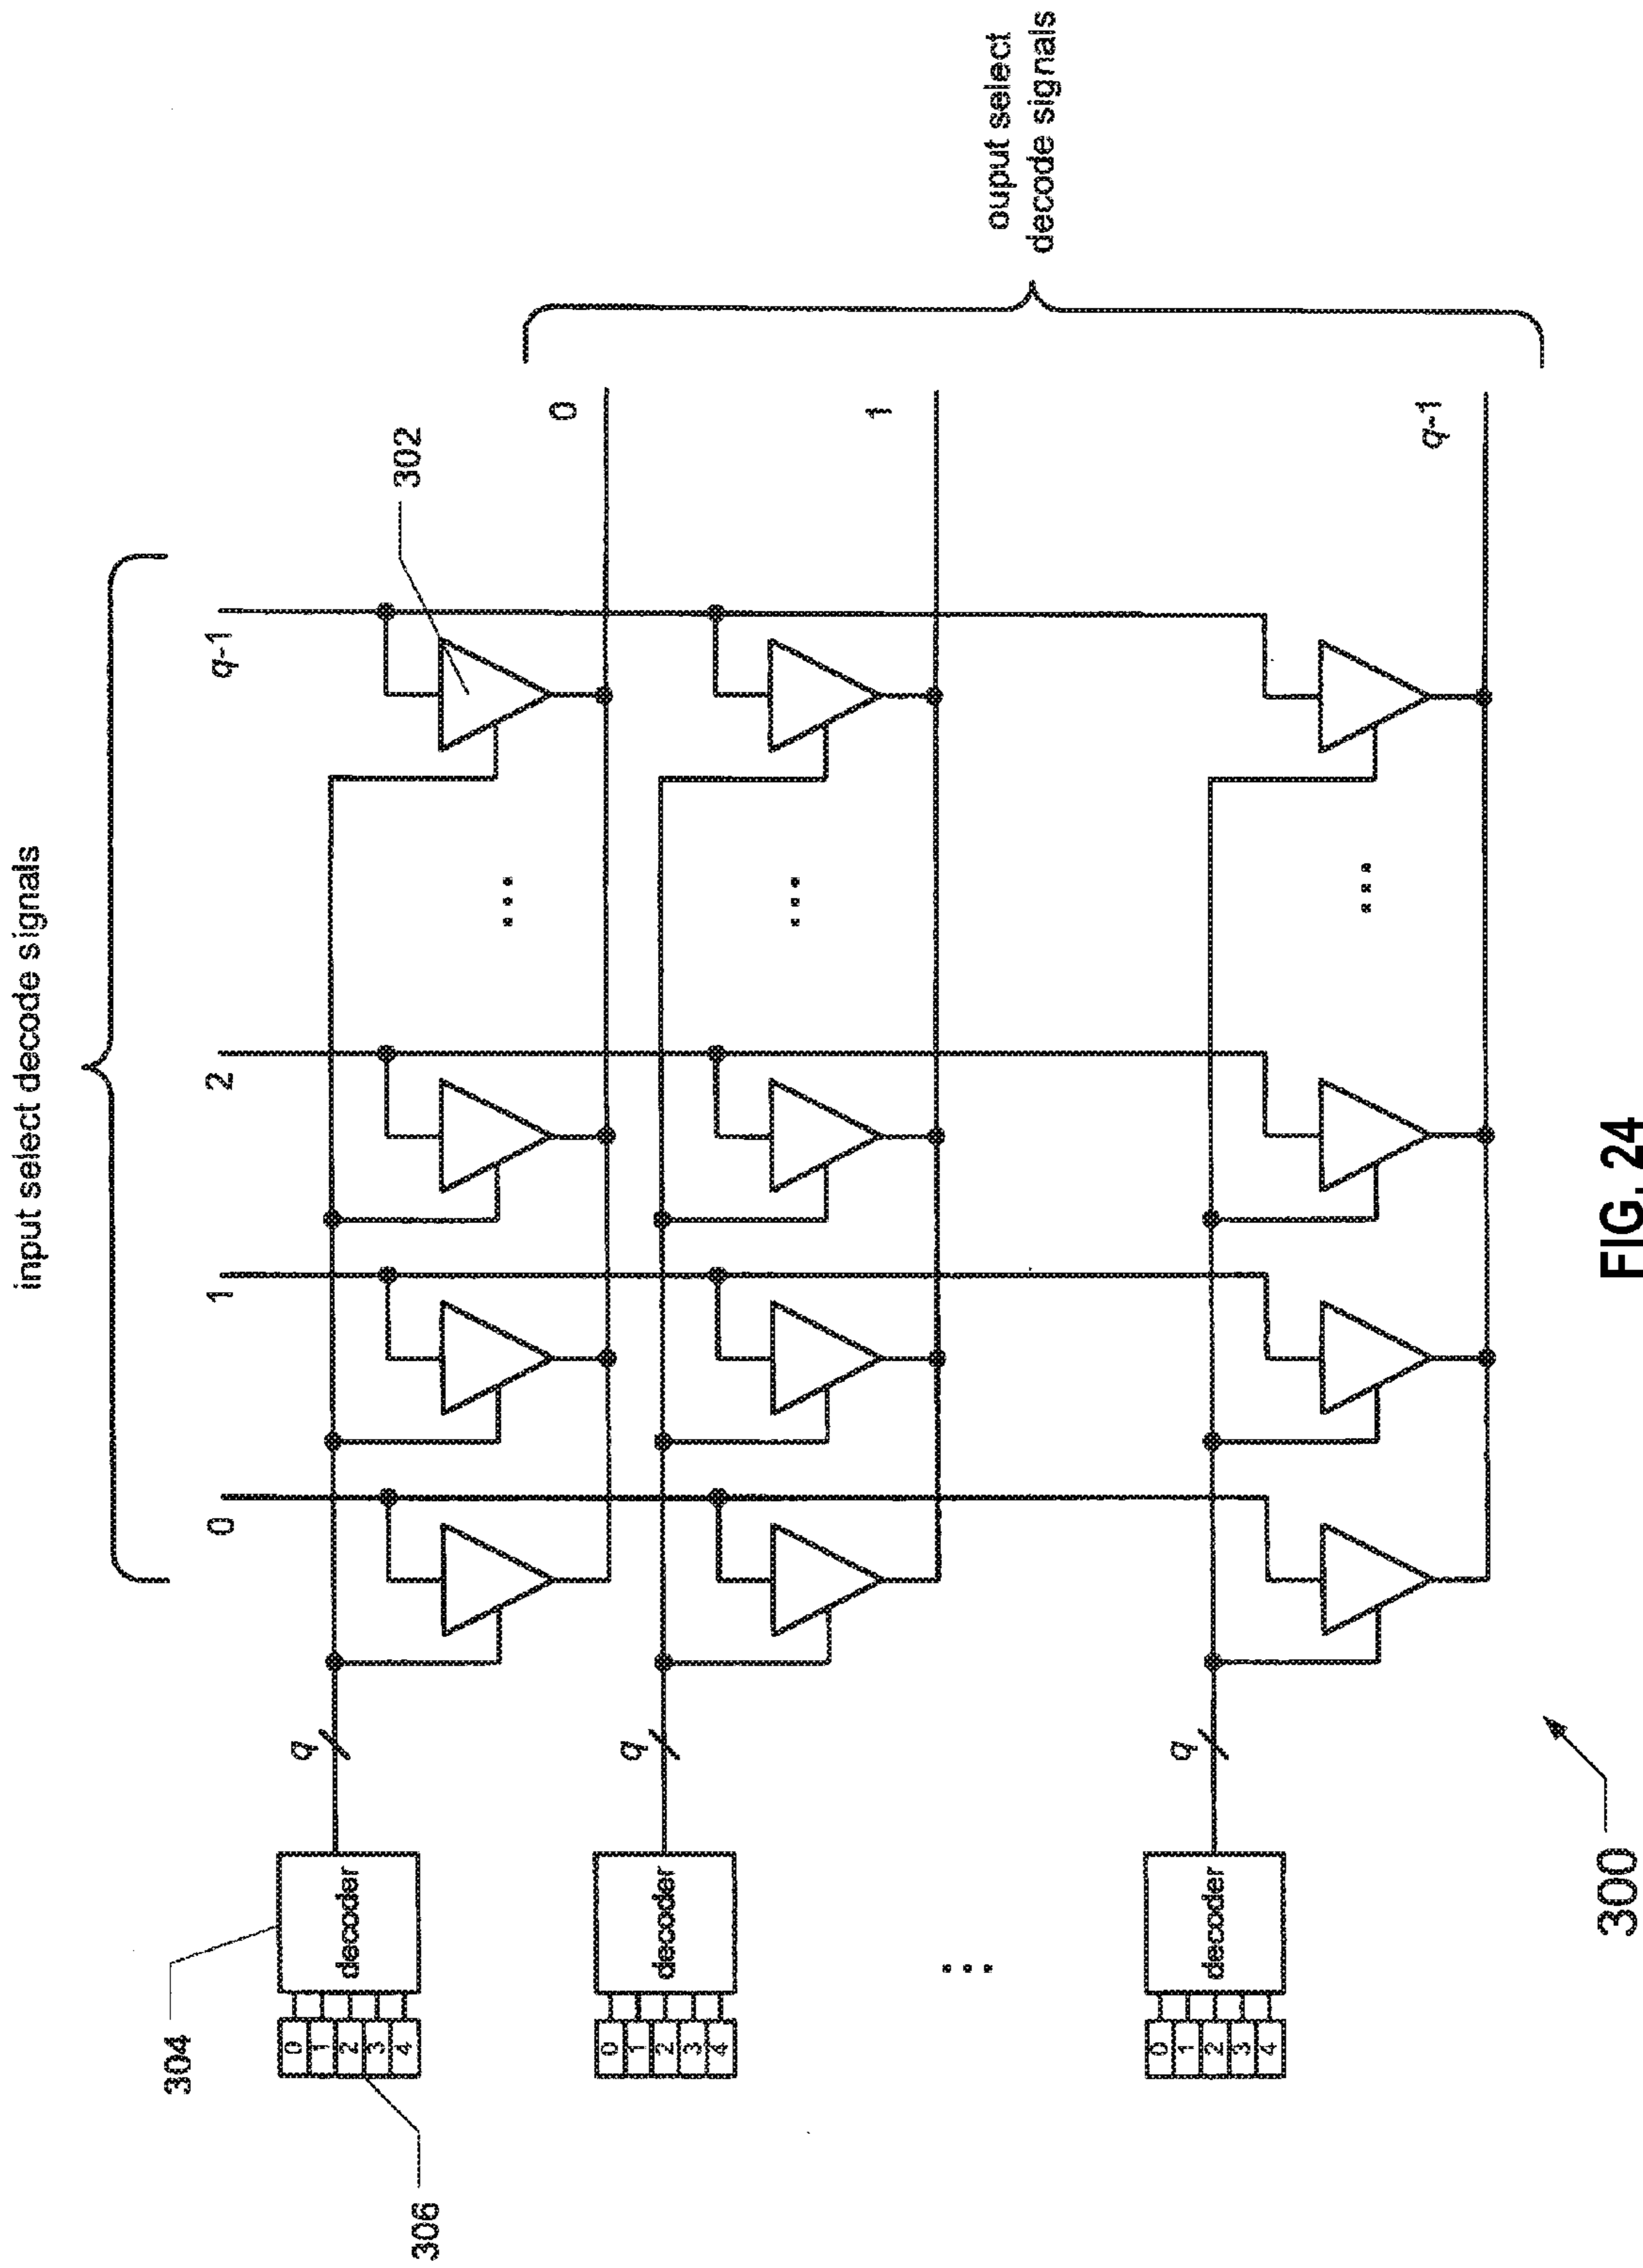 input select decode signals
0
1
2
q-1
304
306
0
1
2
3
4
decoder
q
...
302
0
0
1
2
3
4
decoder
q
...
1
...
0
1
2
3
4
decoder
q
...
q-1
ouput select
decode signals
300
FIG. 24